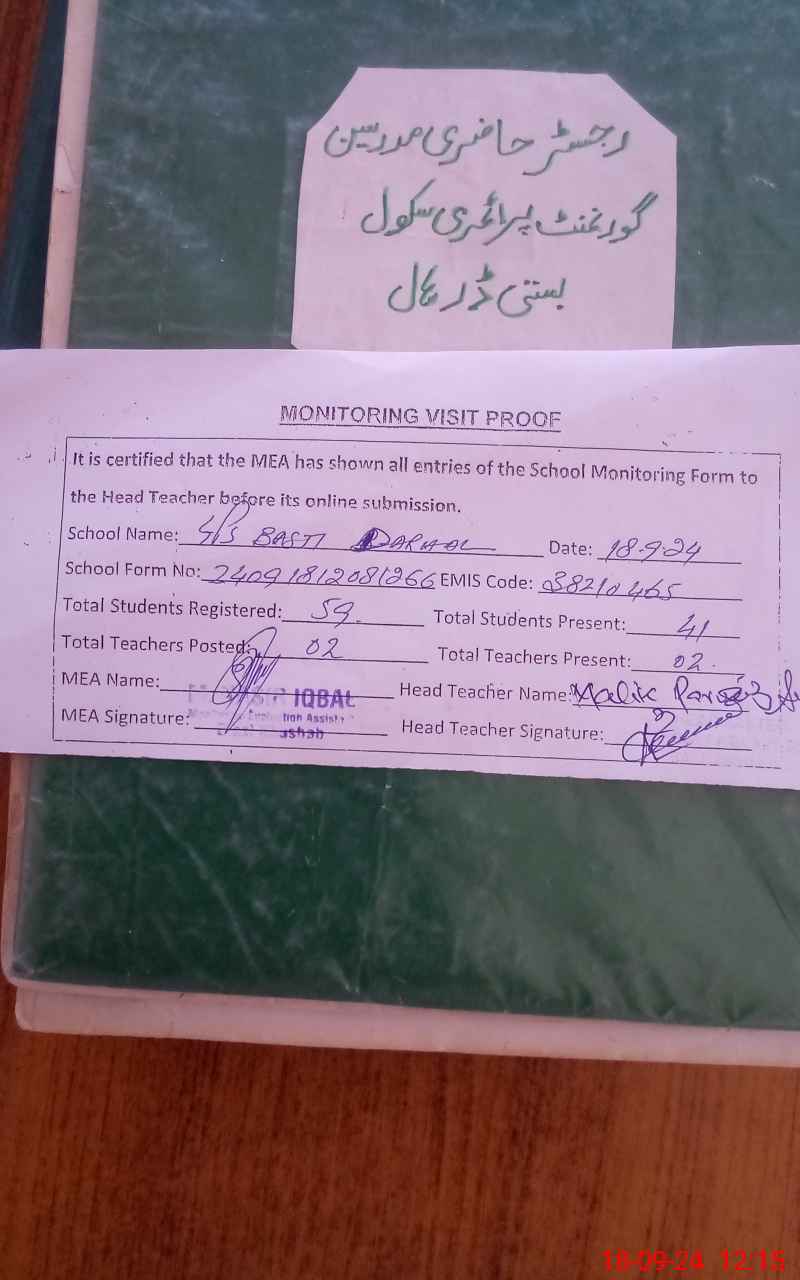 رجسٹر حاضری مدرسین
گورنمنٹ پرائمری سکول
بستی ڈرہال
MONITORING VISIT PROOF
It is certified that the MEA has shown all entries of the School Monitoring Form to
the Head Teacher before its online submission.
School Name: G/P/S BASTI DARHAL Date: 18-9-24
School Form No: 2409181208 1266 EMIS Code: 38210465
Total Students Registered: 59 Total Students Present: 41
Total Teachers Posted: 02 Total Teachers Present: 02.
MEA Name: IQBAL Head Teacher Name: Malik
MEA Signature: Head Teacher Signature:
18-09-24 12/15